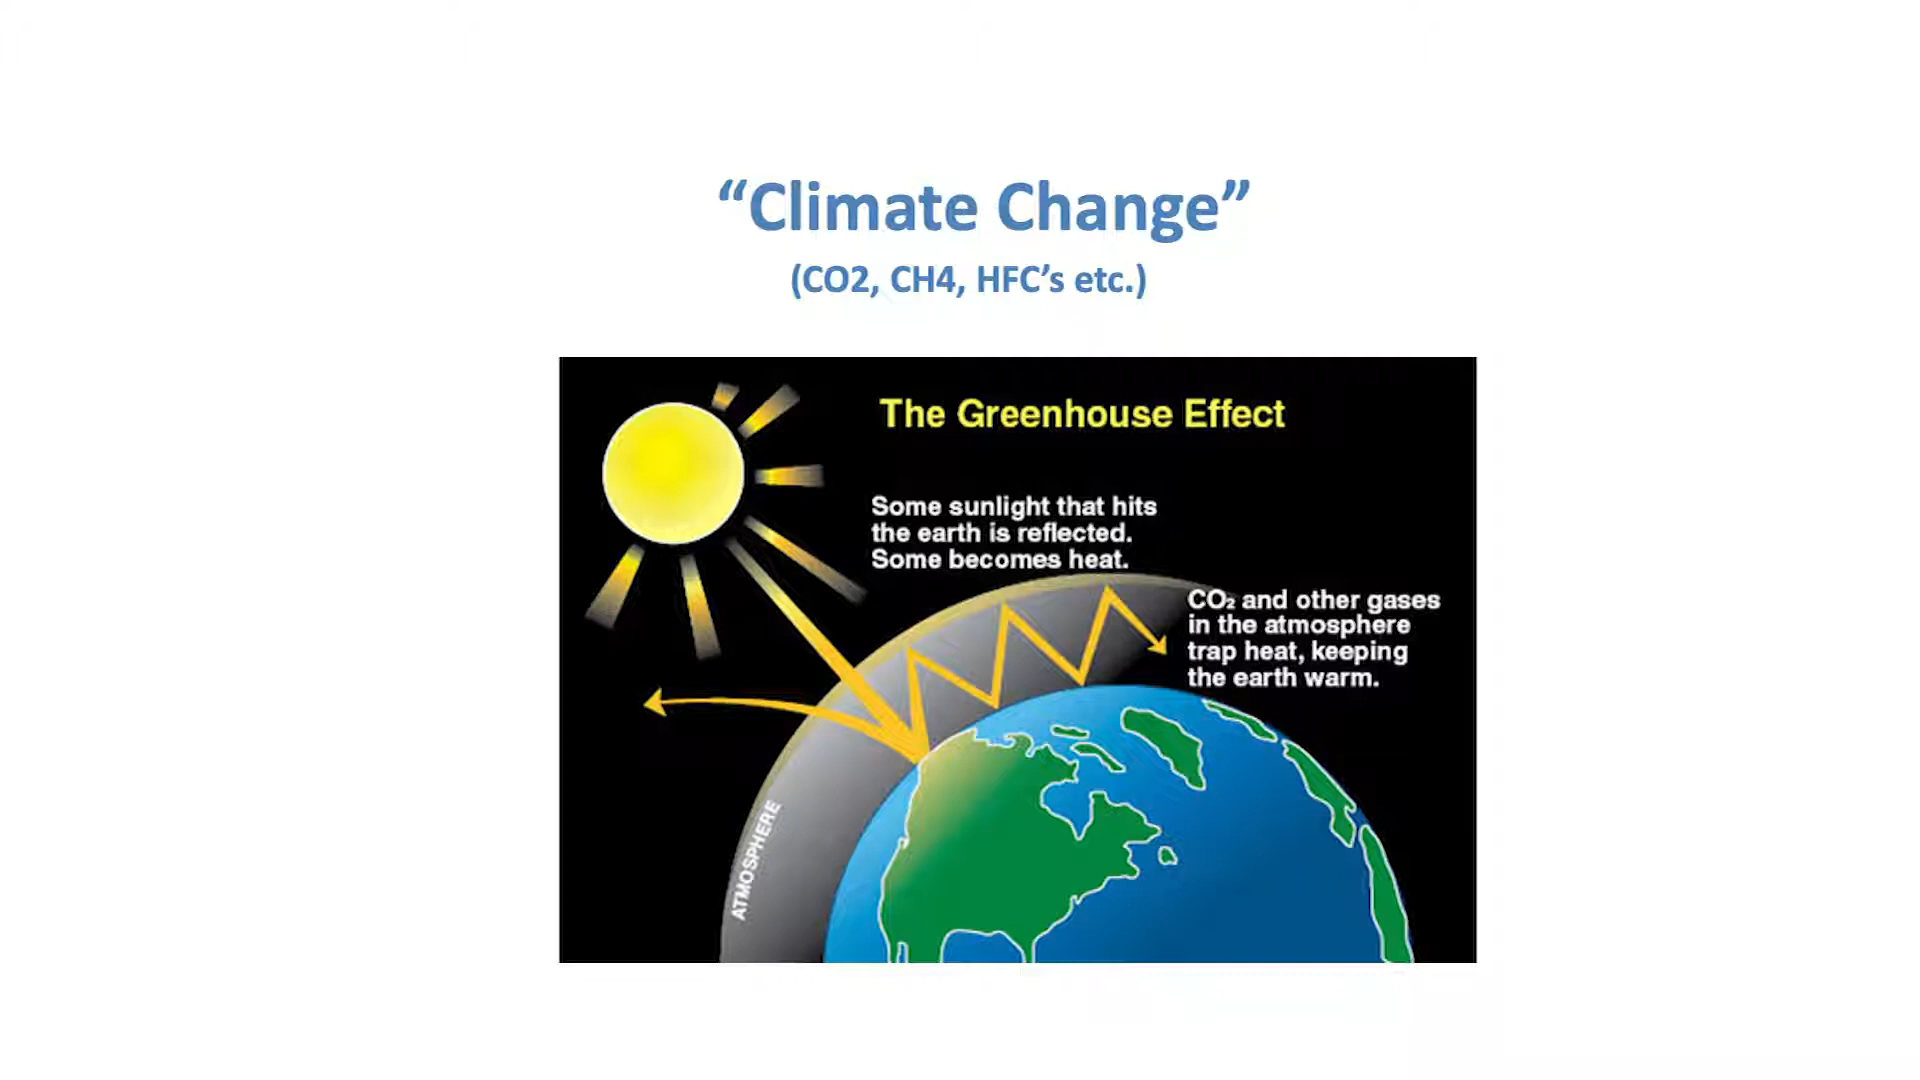 “Climate Change”
(CO2, CH4, HFC’s etc.)
The Greenhouse Effect
Some sunlight that hits
the earth is reflected.
Some becomes heat.
CO₂ and other gases
in the atmosphere
trap heat, keeping
the earth warm.
ATMOSPHERE